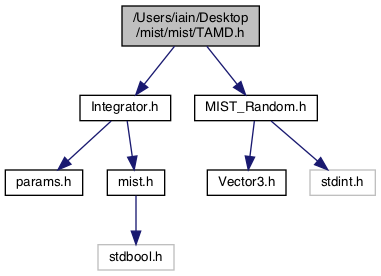 /Users/iain/Desktop
/mist/mist/TAMD.h
Integrator.h
MIST_Random.h
params.h
mist.h
Vector3.h
stdint.h
stdbool.h